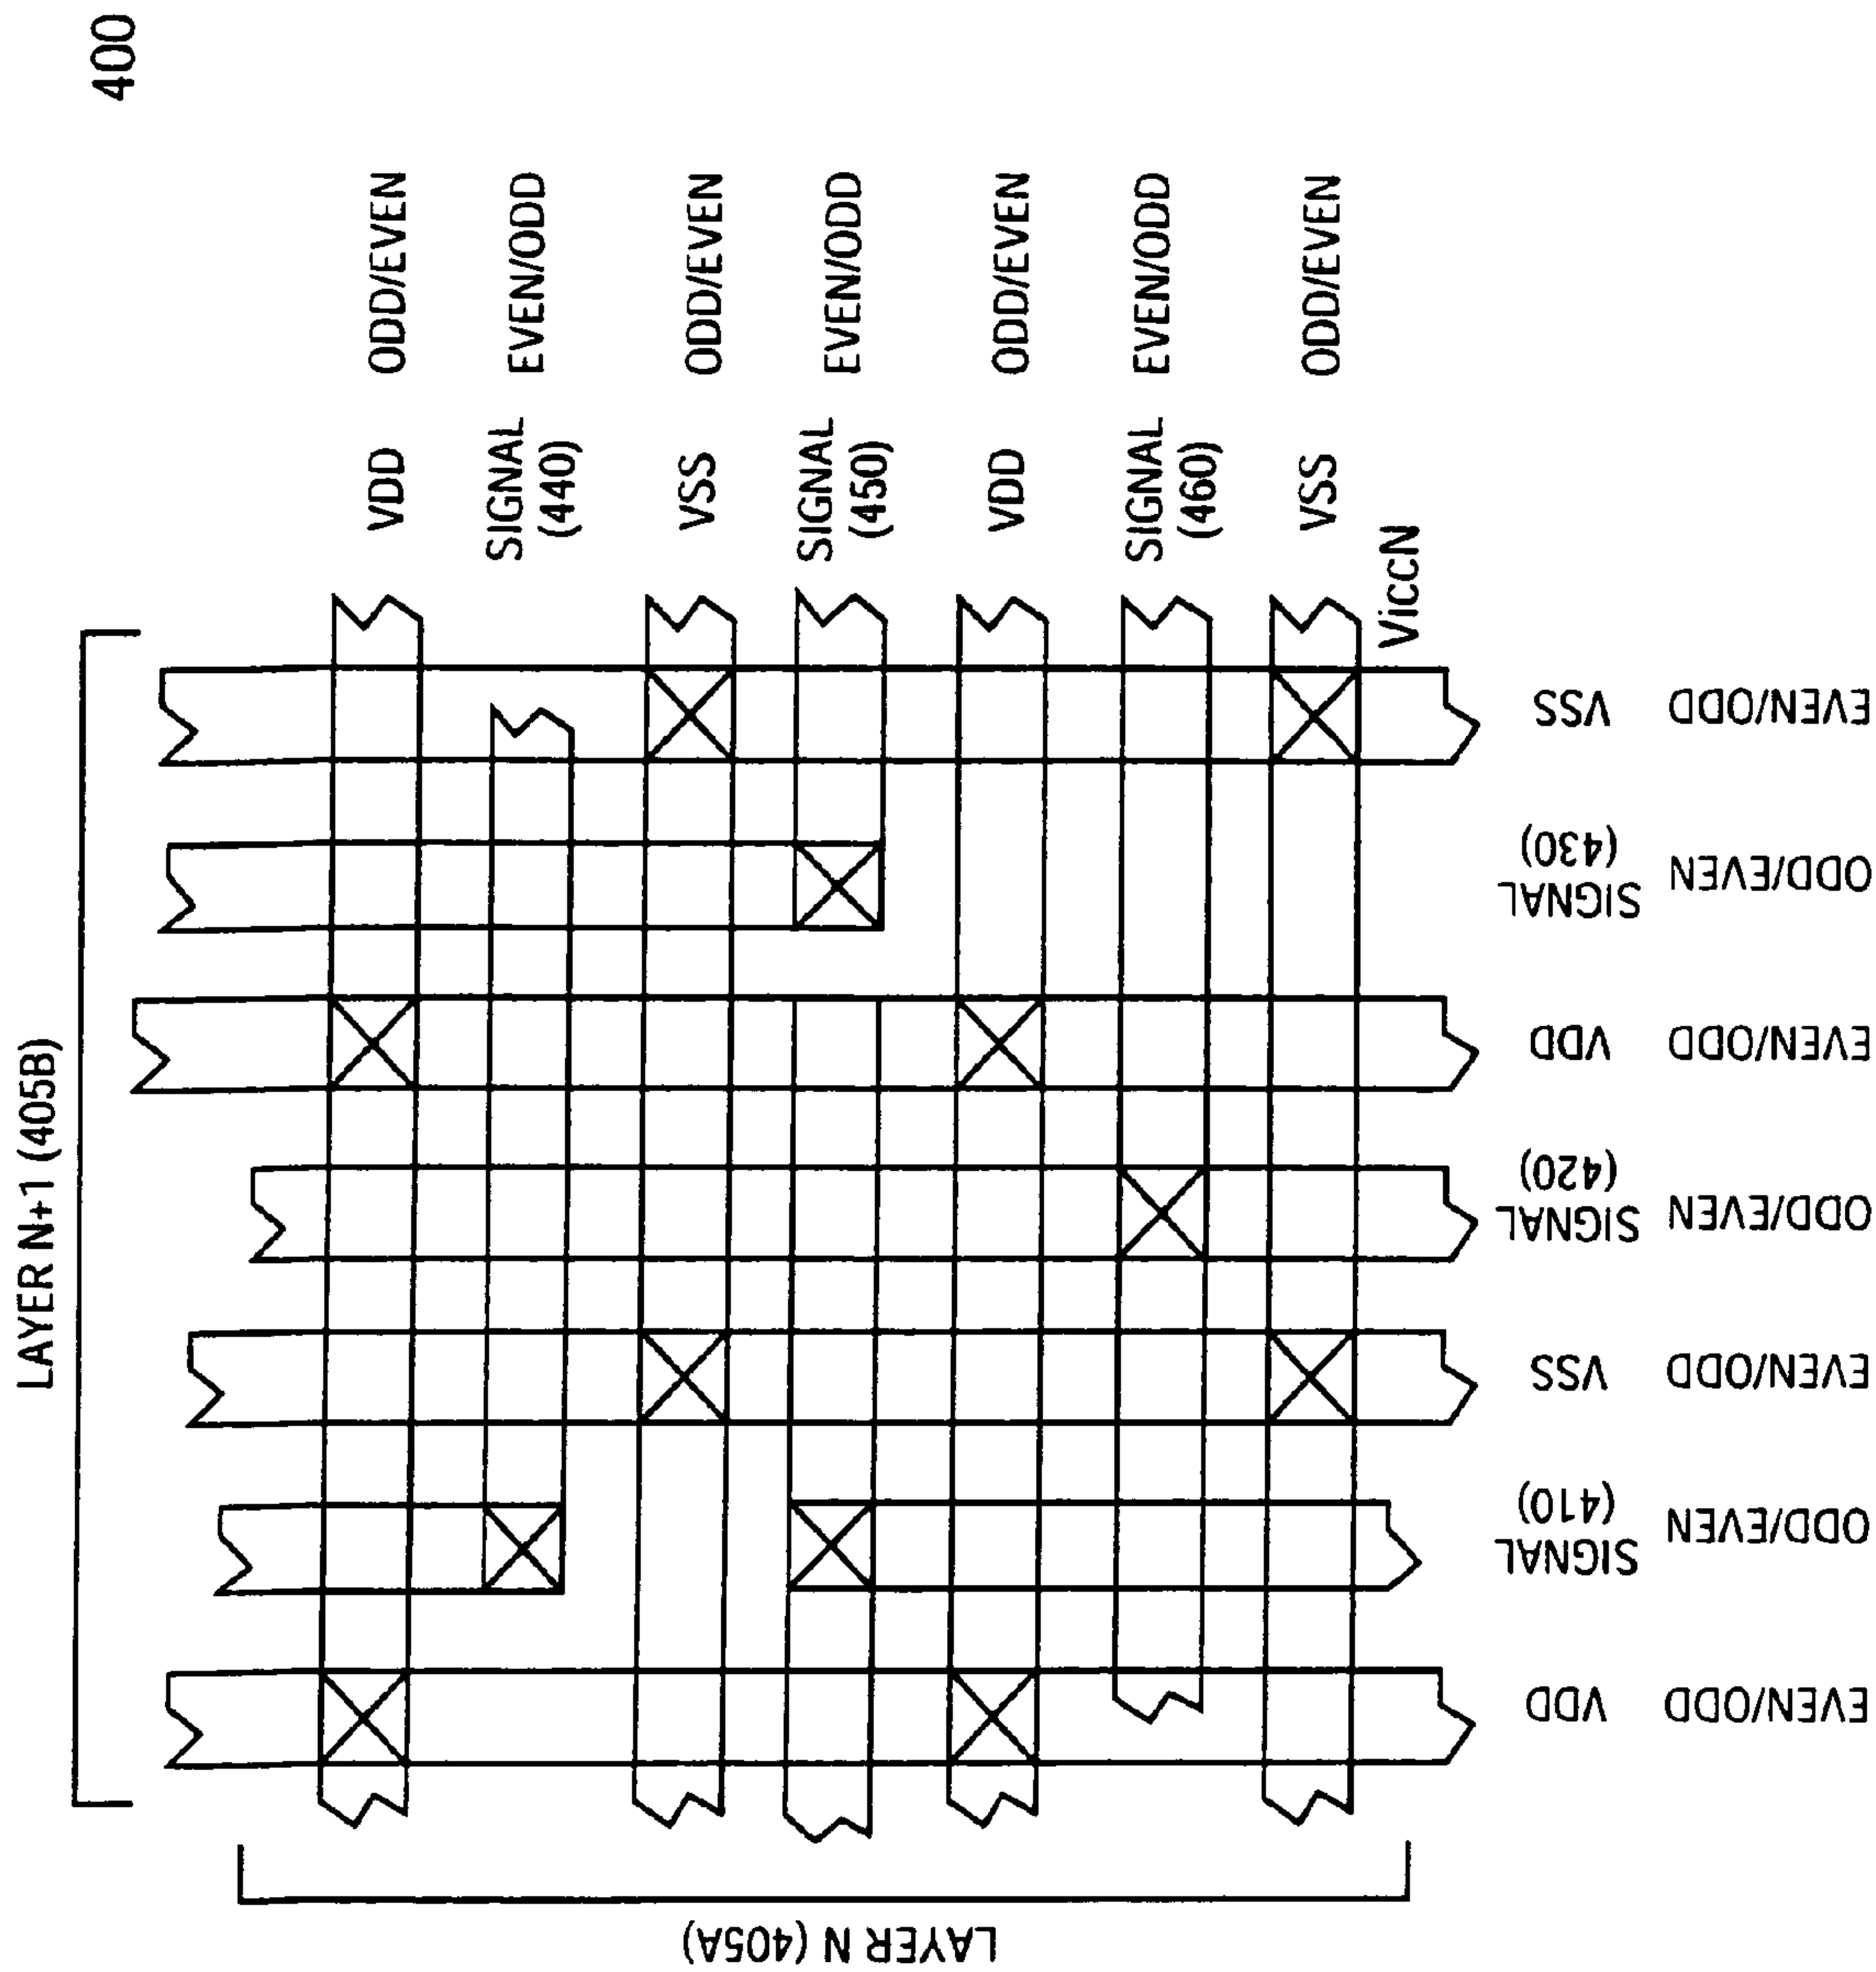 400
LAYER N+1 (405B)
LAYER N (405A)
VDD ODD/EVEN
SIGNAL EVEN/ODD
(440)
VSS ODD/EVEN
SIGNAL EVEN/ODD
(450)
VDD ODD/EVEN
SIGNAL EVEN/ODD
(460)
VSS ODD/EVEN
ViccN
EVEN/ODD
VDD
ODD/EVEN
SIGNAL
(410)
EVEN/ODD
VSS
ODD/EVEN
SIGNAL
(420)
EVEN/ODD
VDD
ODD/EVEN
SIGNAL
(430)
EVEN/ODD
VSS